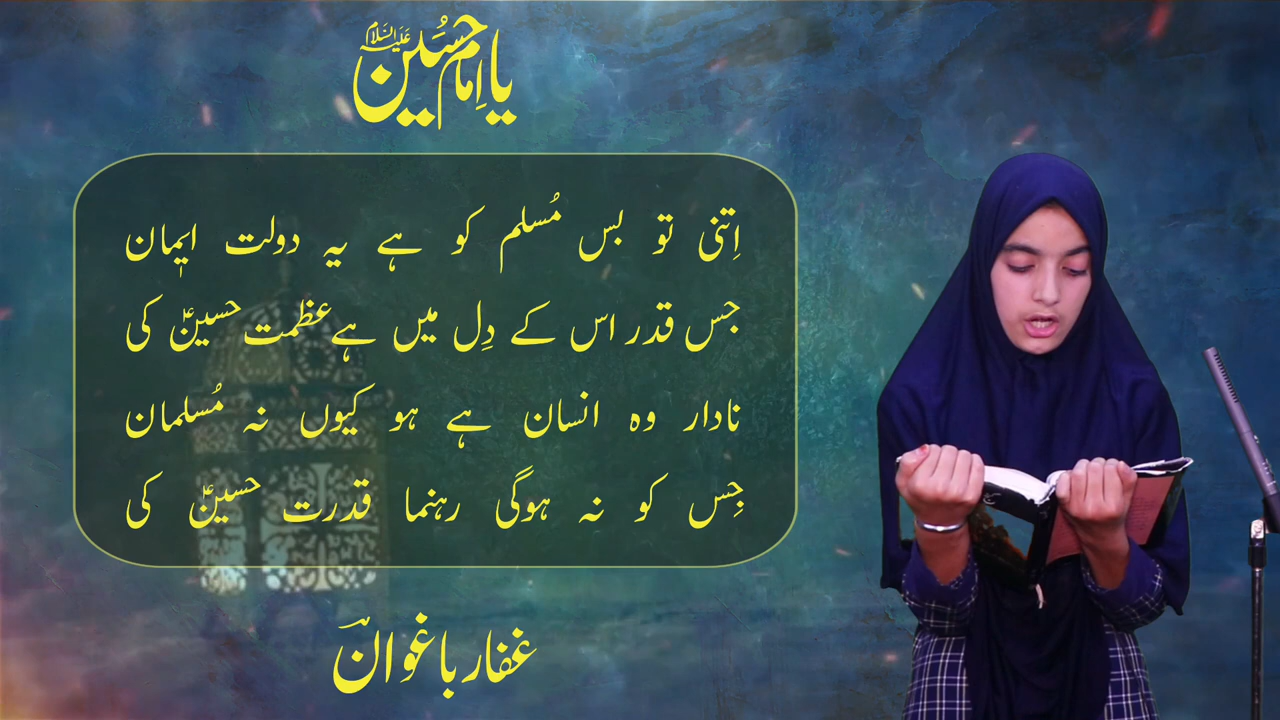 یا امام حسین علیہ السلام
اِتنی تو بس مُسلم کو ہے یہ دولت ایمان
جس قدر اس کے دِل میں ہے عظمت حسینؑ کی
نادار وہ انسان ہے ہو کیوں نہ مُسلمان
جِس کو نہ ہوگی رہنما قدرت حسینؑ کی
غفار باغوانؔ